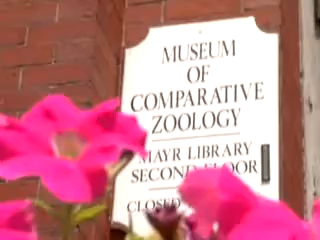 MUSEUM
OF
COMPARATIVE
ZOOLOGY
MAYR LIBRARY
SECOND FLOOR
CLOSED